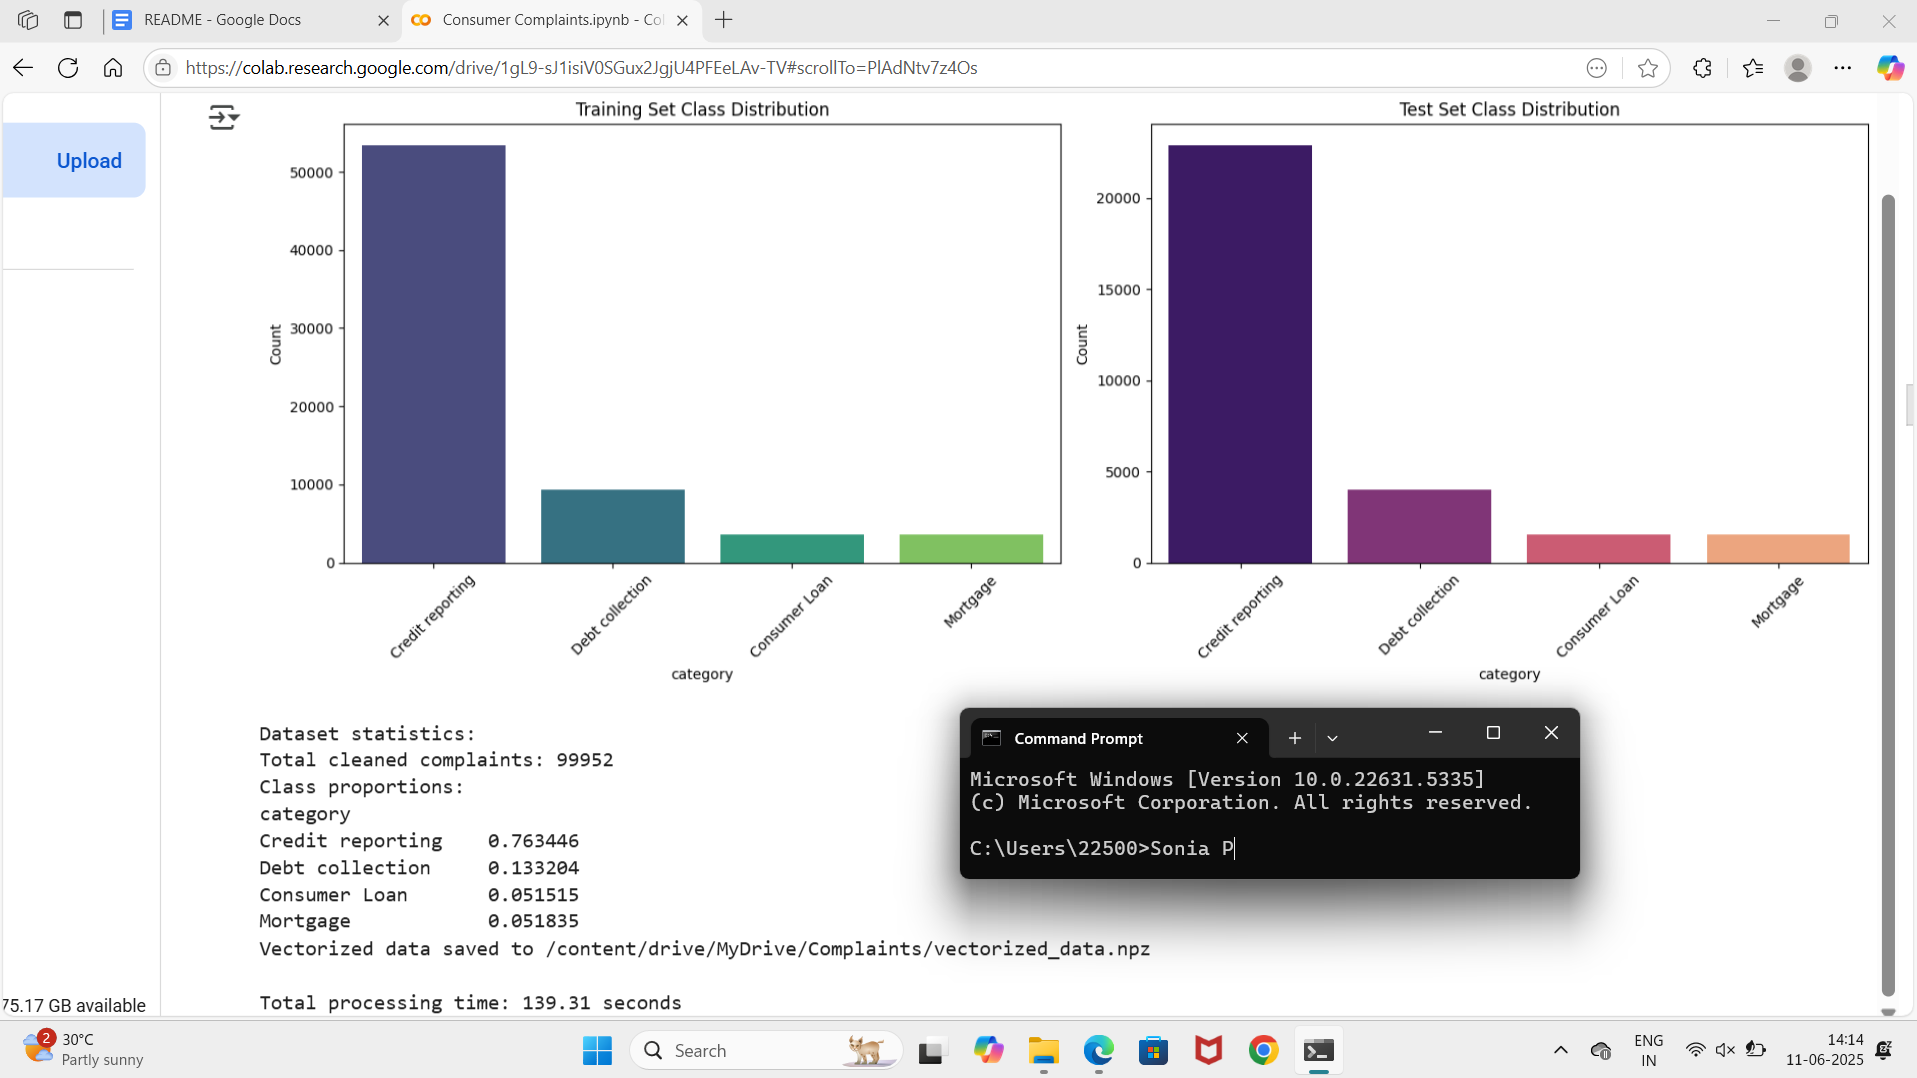 README - Google Docs
Consumer Complaints.ipynb - Co
https://colab.research.google.com/drive/1gL9-sJ1isiV0SGux2JgjU4PFEeLAv-TV#scrollTo=PlAdNtv7z4Os
Upload
75.17 GB available
Training Set Class Distribution
Count
50000
40000
30000
20000
10000
0
Credit reporting
Debt collection
Consumer Loan
Mortgage
category
Test Set Class Distribution
Count
20000
15000
10000
5000
0
Credit reporting
Debt collection
Consumer Loan
Mortgage
category
Dataset statistics:
Total cleaned complaints: 99952
Class proportions:
category
Credit reporting 0.763446
Debt collection 0.133204
Consumer Loan 0.051515
Mortgage 0.051835
Vectorized data saved to /content/drive/MyDrive/Complaints/vectorized_data.npz
Total processing time: 139.31 seconds
Command Prompt
Microsoft Windows [Version 10.0.22631.5335]
(c) Microsoft Corporation. All rights reserved.
C:\Users\22500>Sonia P
2
30°C
Partly sunny
Search
ENG
IN
14:14
11-06-2025